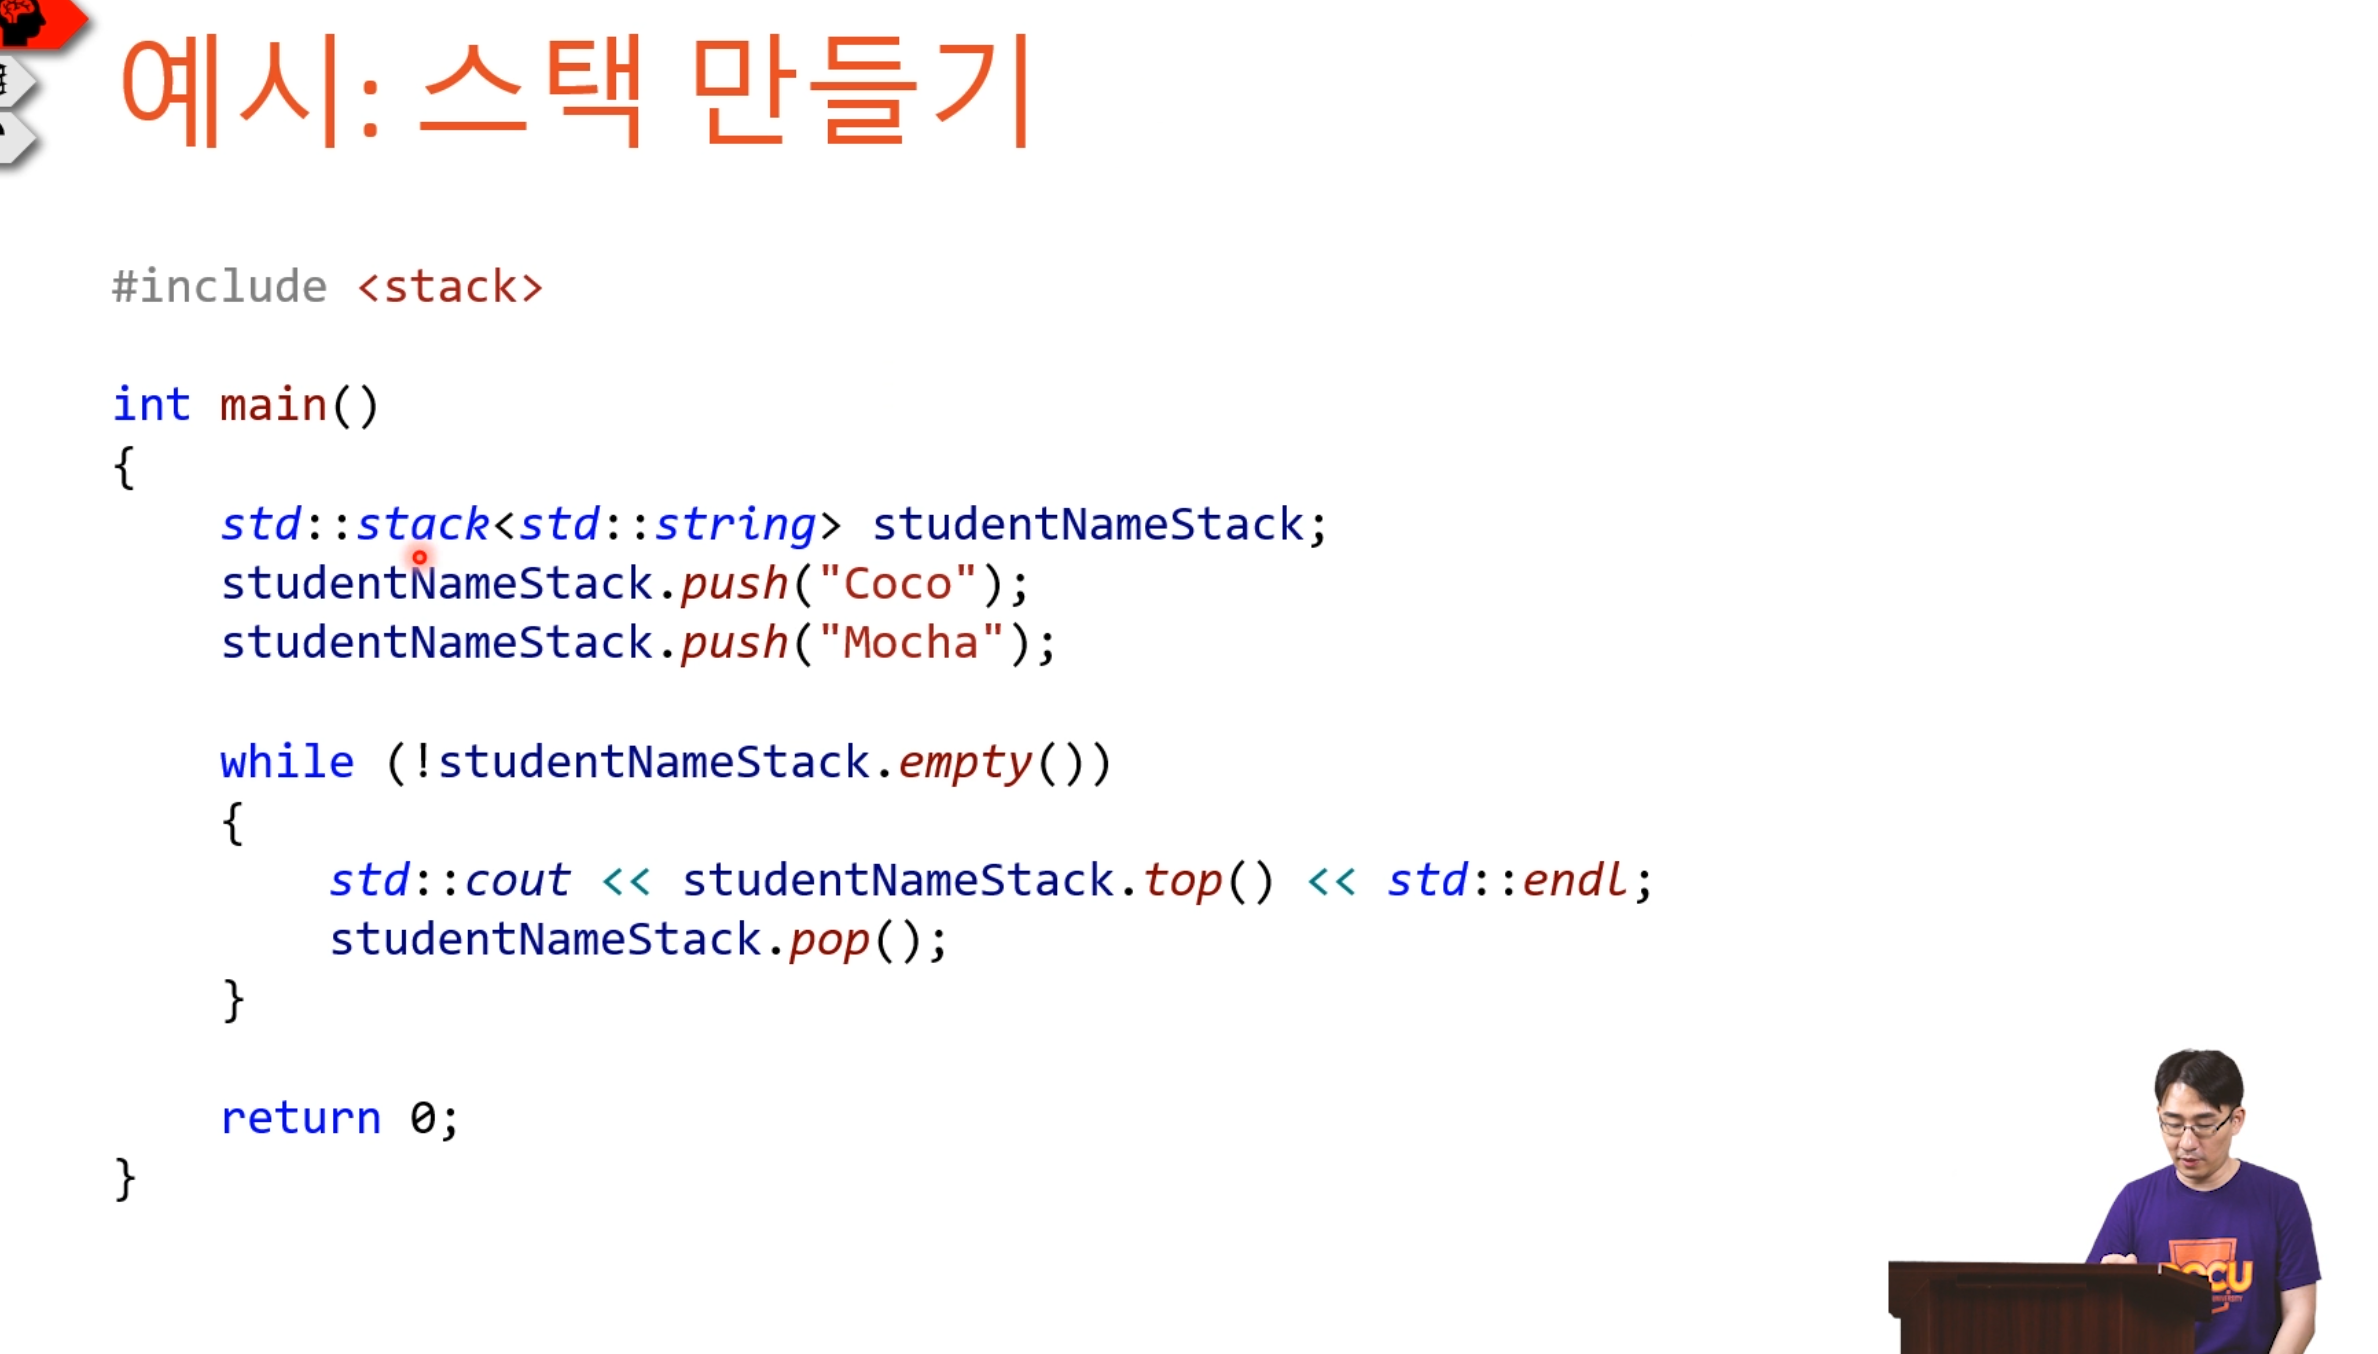 예시: 스택 만들기
#include <stack>
int main()
{
    std::stack<std::string> studentNameStack;
    studentNameStack.push("Coco");
    studentNameStack.push("Mocha");
    while (!studentNameStack.empty())
    {
        std::cout << studentNameStack.top() << std::endl;
        studentNameStack.pop();
    }
    return 0;
}